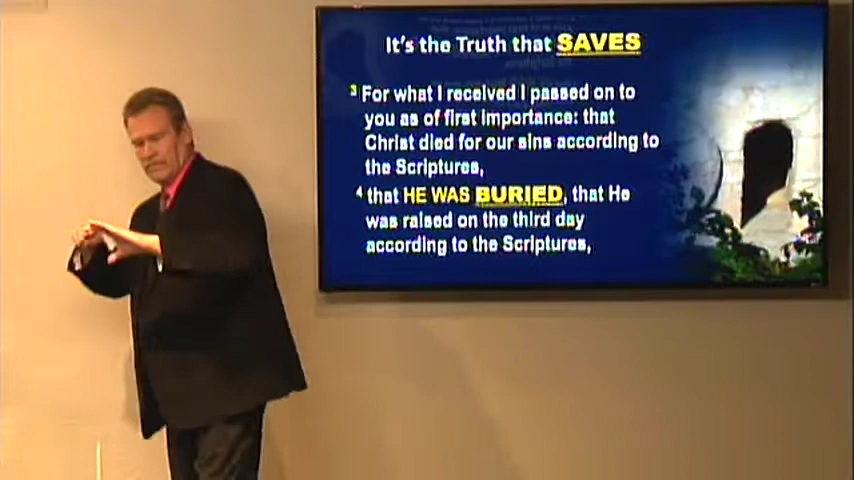 It's the Truth that SAVES
3 For what I received I passed on to
you as of first importance: that
Christ died for our sins according to
the Scriptures,
4 that HE WAS BURIED, that He
was raised on the third day
according to the Scriptures,